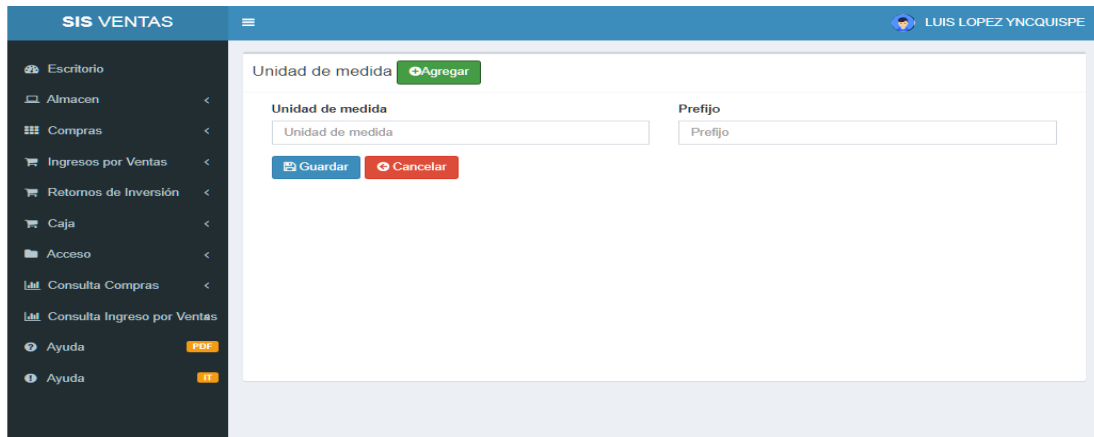 SIS VENTAS
LUIS LOPEZ YNCQUISPE
Escritorio
Almacen
Compras
Ingresos por Ventas
Retornos de Inversión
Caja
Acceso
Consulta Compras
Consulta Ingreso por Ventas
Ayuda PDF
Ayuda IT
Unidad de medida Agregar
Unidad de medida Prefijo
Unidad de medida Prefijo
Guardar Cancelar